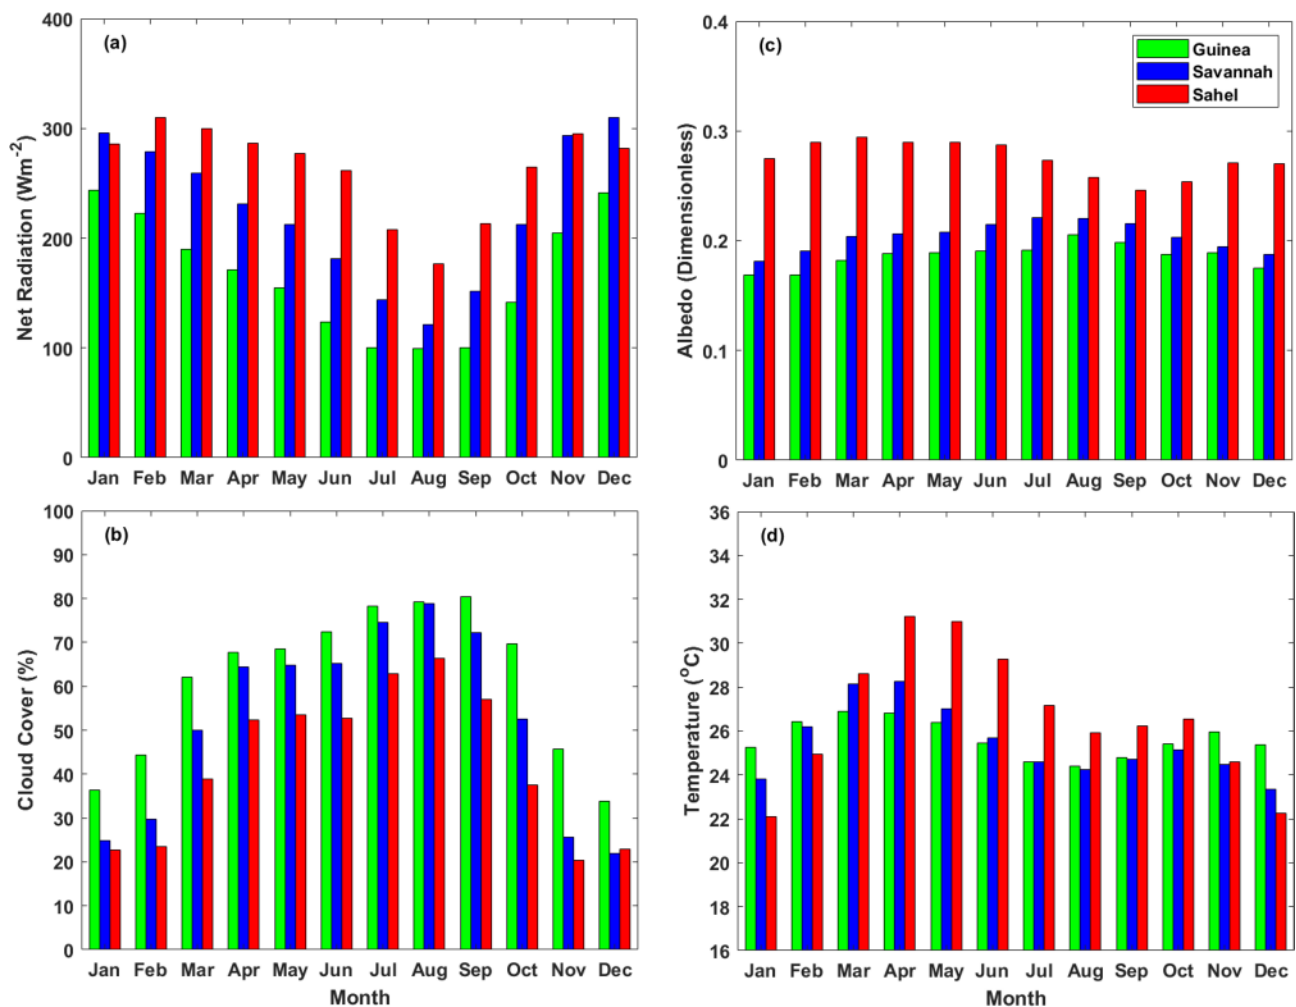 (a)
Net Radiation (Wm-2)
400
300
200
100
0
Jan Feb Mar Apr May Jun Jul Aug Sep Oct Nov Dec
(c)
Guinea
Savannah
Sahel
Albedo (Dimensionless)
0.4
0.3
0.2
0.1
0
Jan Feb Mar Apr May Jun Jul Aug Sep Oct Nov Dec
(b)
Cloud Cover (%)
100
90
80
70
60
50
40
30
20
10
0
Jan Feb Mar Apr May Jun Jul Aug Sep Oct Nov Dec
Month
(d)
Temperature (oC)
36
34
32
30
28
26
24
22
20
18
16
Jan Feb Mar Apr May Jun Jul Aug Sep Oct Nov Dec
Month